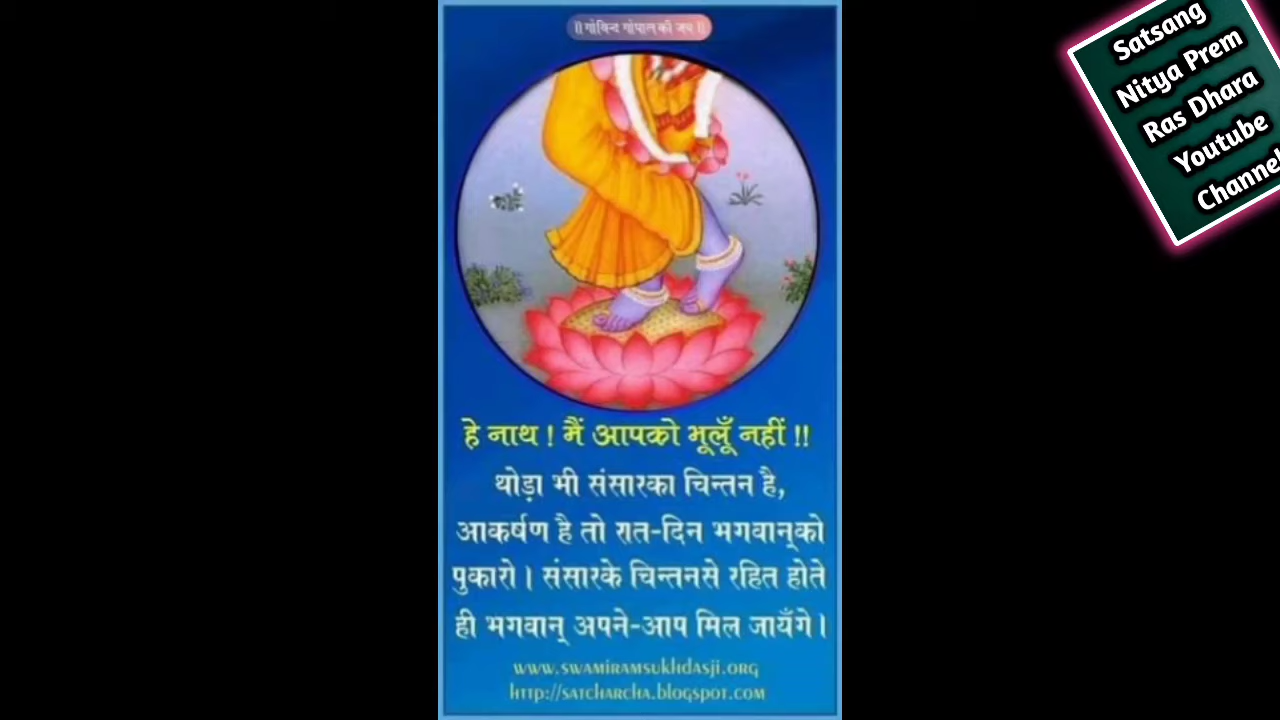 ॥ गोविन्द गोपाल की जय ॥
हे नाथ ! मैं आपको भूलूँ नहीं !!
थोड़ा भी संसारका चिन्तन है,
आकर्षण है तो रात-दिन भगवान्‌को
पुकारो । संसारके चिन्तनसे रहित होते
ही भगवान् अपने-आप मिल जायँगे ।
www.swamiramsukhdasji.org
http://satcharcha.blogspot.com
Satsang
Nitya Prem
Ras Dhara
Youtube
Channel